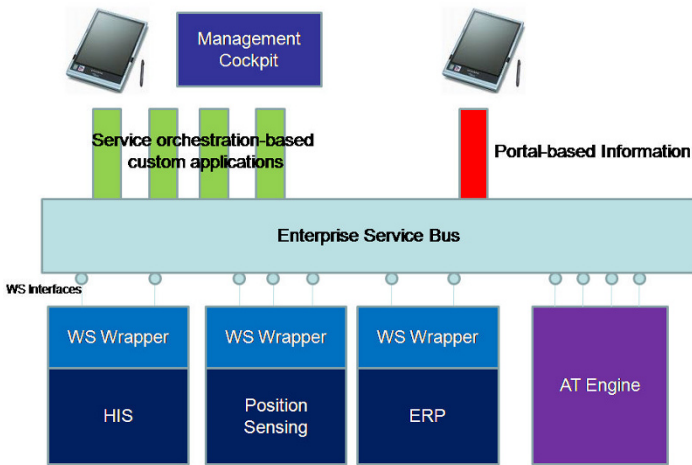 Management
Cockpit
Service orchestration-based
custom applications
Portal-based Information
Enterprise Service Bus
WS Interfaces
WS Wrapper
WS Wrapper
WS Wrapper
HIS
Position
Sensing
ERP
AT Engine